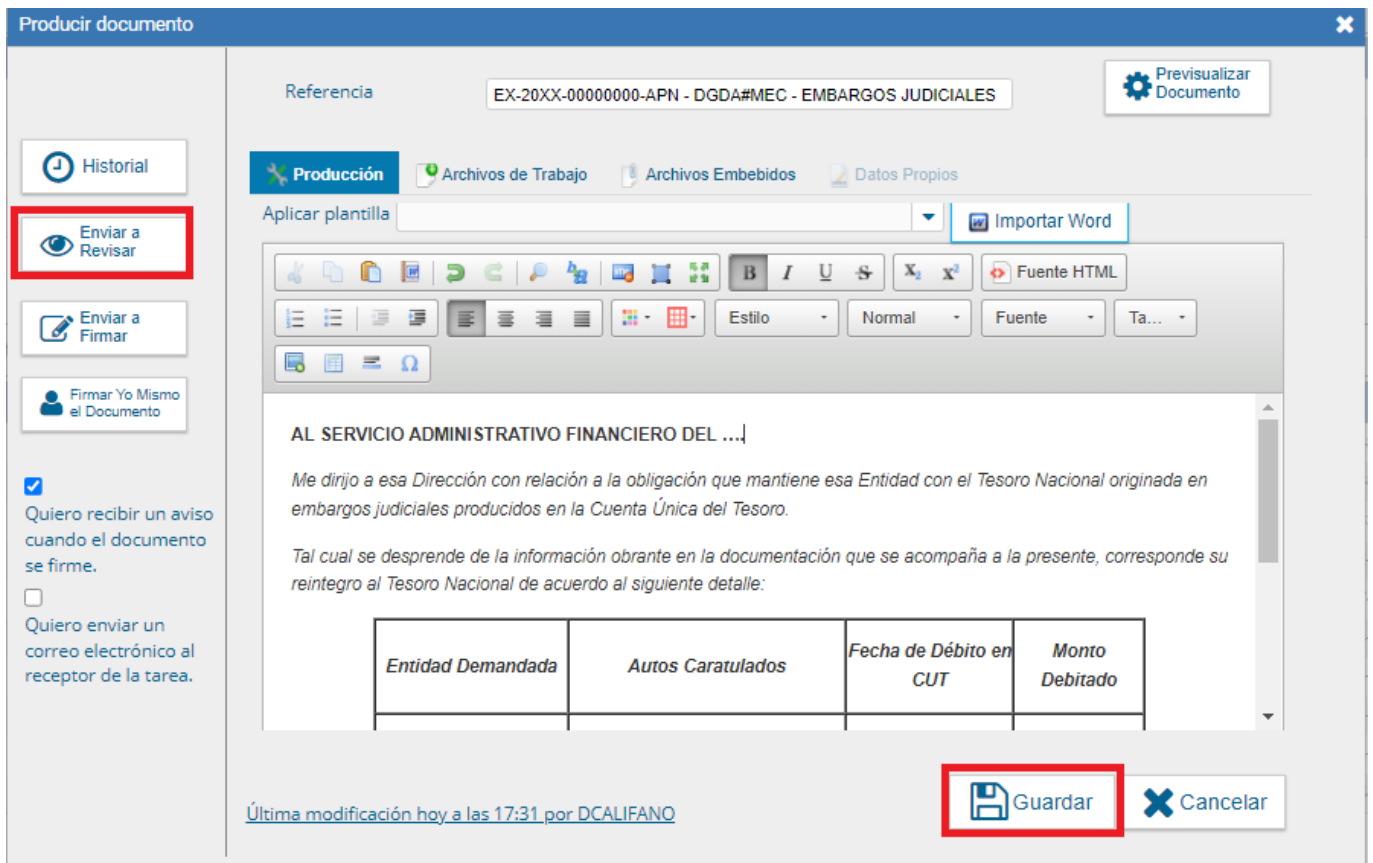 Producir documento
Referencia
EX-20XX-00000000-APN - DGDA#MEC - EMBARGOS JUDICIALES
Previsualizar
Documento
Historial
Enviar a
Revisar
Enviar a
Firmar
Firmar Yo Mismo
el Documento
Quiero recibir un aviso
cuando el documento
se firme.
Quiero enviar un
correo electrónico al
receptor de la tarea.
Producción
Archivos de Trabajo
Archivos Embebidos
Datos Propios
Aplicar plantilla
Importar Word
B I U S X₂ x² Fuente HTML
Estilo
Normal
Fuente
Ta...
Ω
AL SERVICIO ADMINISTRATIVO FINANCIERO DEL ....
Me dirijo a esa Dirección con relación a la obligación que mantiene esa Entidad con el Tesoro Nacional originada en
embargos judiciales producidos en la Cuenta Única del Tesoro.
Tal cual se desprende de la información obrante en la documentación que se acompaña a la presente, corresponde su
reintegro al Tesoro Nacional de acuerdo al siguiente detalle:
Entidad Demandada
Autos Caratulados
Fecha de Débito en
CUT
Monto
Debitado
Última modificación hoy a las 17:31 por DCALIFANO
Guardar
Cancelar